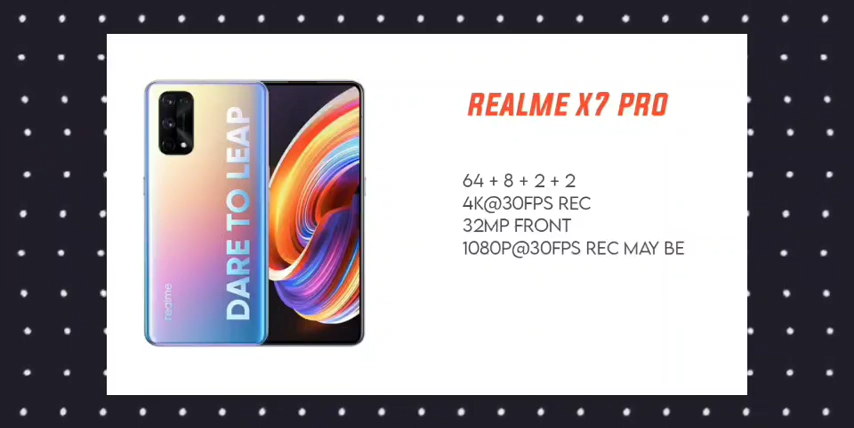 REALME X7 PRO
64 + 8 + 2 + 2
4K@30FPS REC
32MP FRONT
1080P@30FPS REC MAY BE
DARE TO LEAP
realme